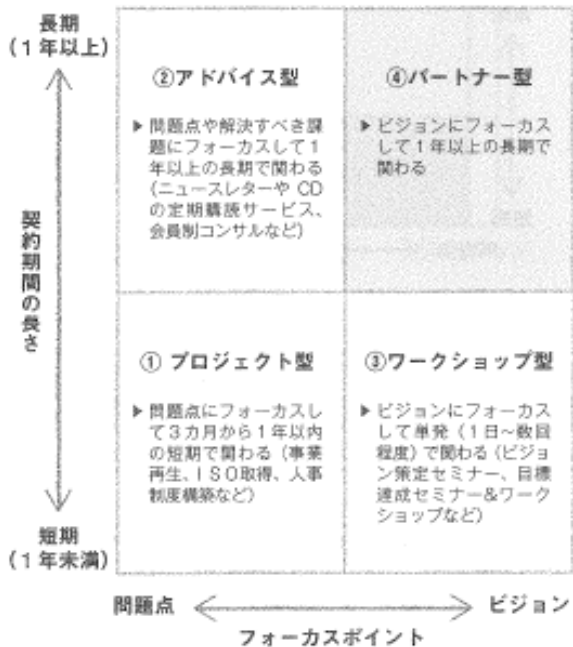 長期
(1年以上)
②アドバイス型
▶ 問題点や解決すべき課
題にフォーカスして1
年以上の長期で関わる
(ニュースレターや CD
の定期購読サービス、
会員制コンサルなど)
④パートナー型
▶ ビジョンにフォーカス
して1年以上の長期で
関わる
契約期間の長さ
① プロジェクト型
▶ 問題点にフォーカスし
て3カ月から1年以内
の短期で関わる(事業
再生、ISO取得、人事
制度構築など)
③ワークショップ型
▶ ビジョンにフォーカス
して単発(1日~数回
程度)で関わる(ビジョ
ン策定セミナー、目標
達成セミナー&ワーク
ショップなど)
短期
(1年未満)
問題点
ビジョン
フォーカスポイント